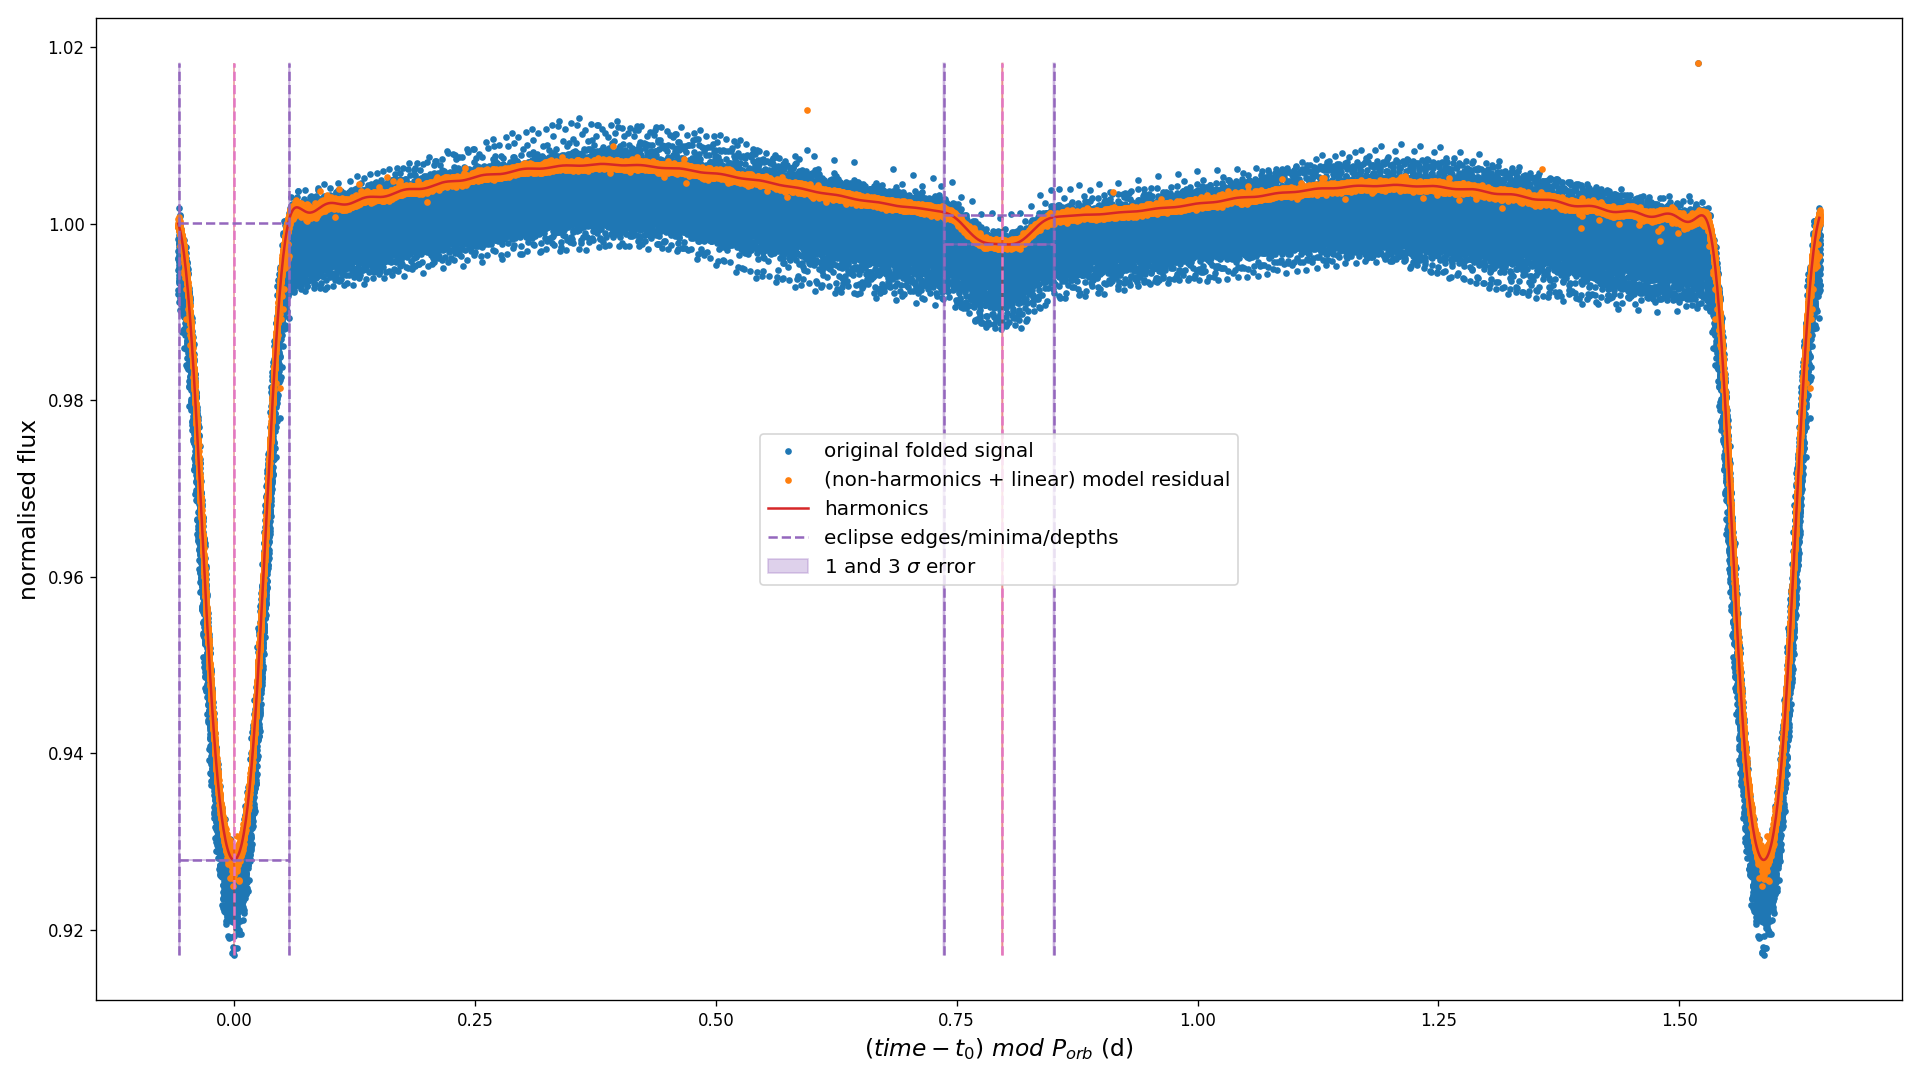 1.02
1.00
0.98
0.96
0.94
0.92
normalised flux
original folded signal
(non-harmonics + linear) model residual
harmonics
eclipse edges/minima/depths
1 and 3 σ error
0.00 0.25 0.50 0.75 1.00 1.25 1.50
(time − t₀) mod Pₒᵣb (d)